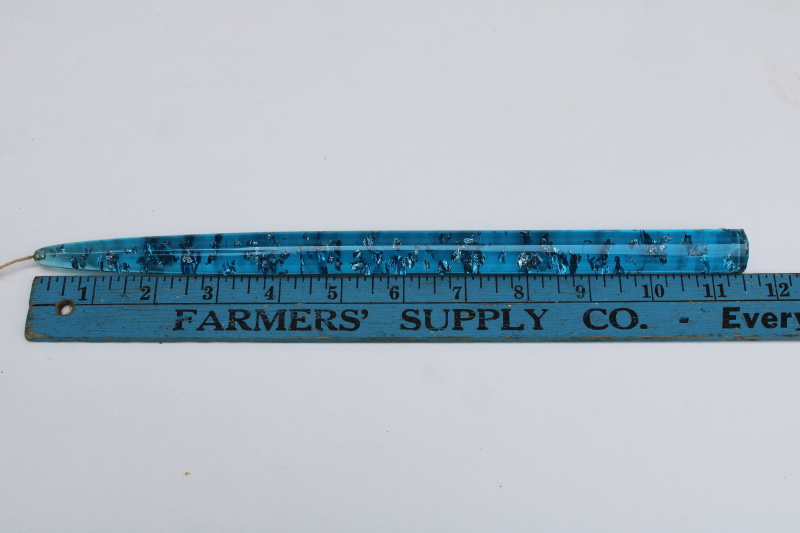 1 2 3 4 5 6 7 8 9 10 11 12
FARMERS' SUPPLY CO. - Every